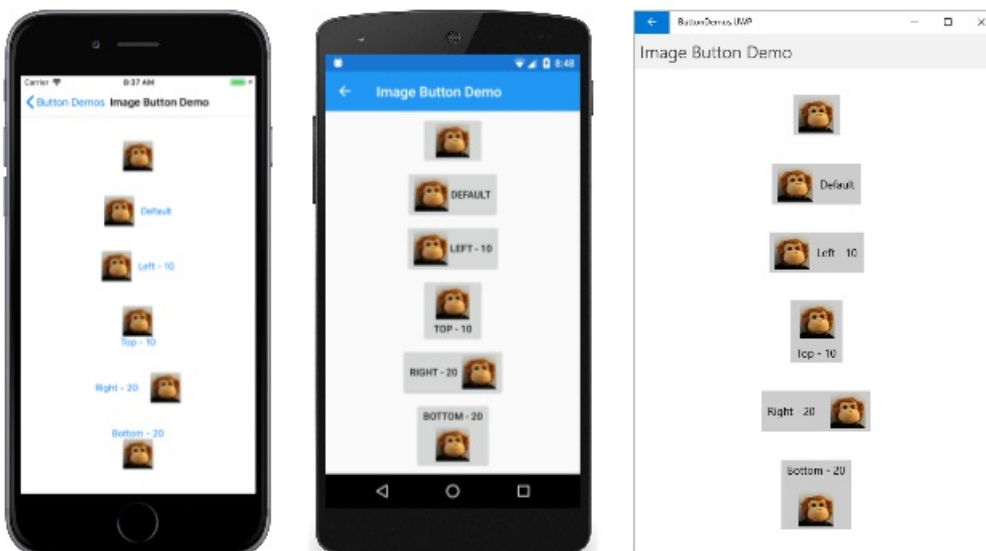 Carrier 8:37 AM
Button Demos Image Button Demo
Default
Left - 10
Top - 10
Right - 20
Bottom - 20
8:48
Image Button Demo
DEFAULT
LEFT - 10
TOP - 10
RIGHT - 20
BOTTOM - 20
ButtonDemos.UWP
Image Button Demo
Default
Left - 10
Top - 10
Right - 20
Bottom - 20